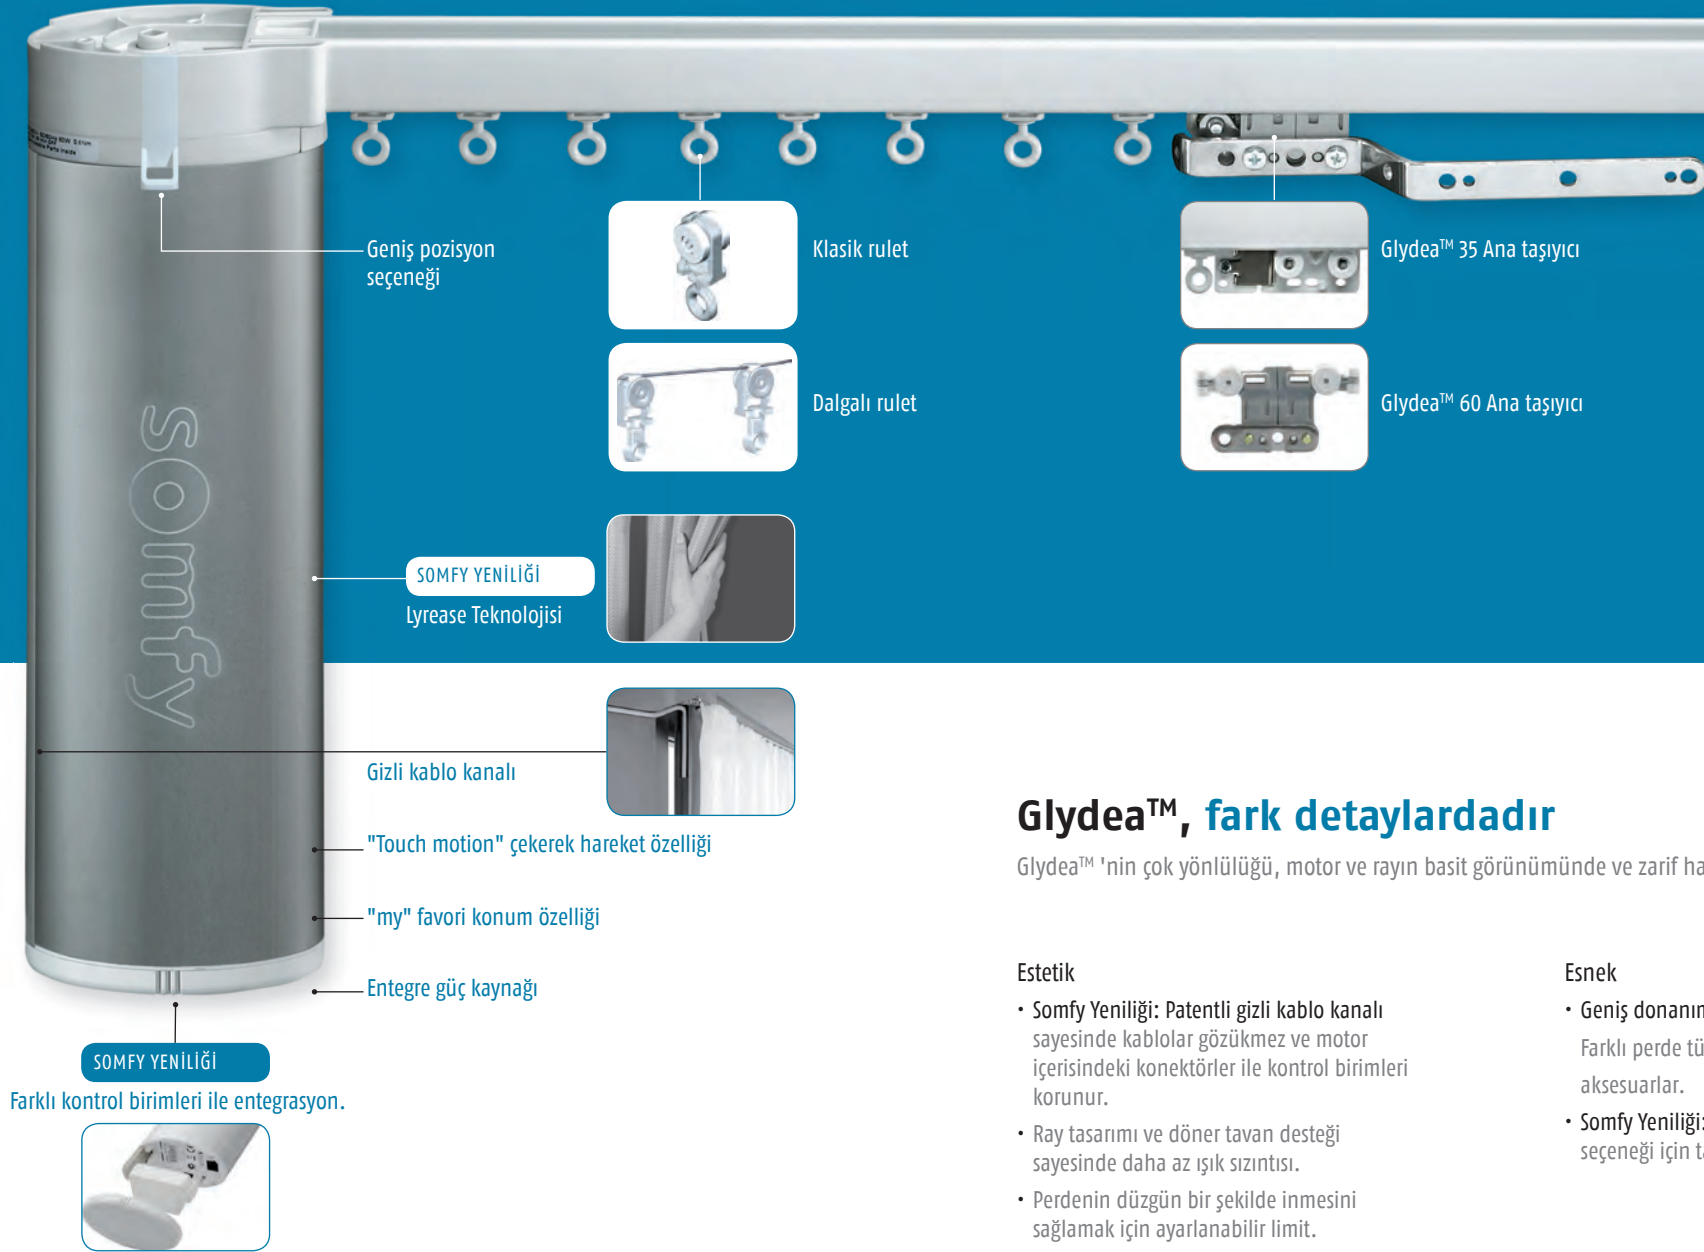 somfy
Geniş pozisyon
seçeneği
Klasik rulet
Dalgalı rulet
Glydea™ 35 Ana taşıyıcı
Glydea™ 60 Ana taşıyıcı
SOMFY YENİLİĞİ
Lyrease Teknolojisi
Gizli kablo kanalı
"Touch motion" çekerek hareket özelliği
"my" favori konum özelliği
Entegre güç kaynağı
SOMFY YENİLİĞİ
Farklı kontrol birimleri ile entegrasyon.
Glydea™, fark detaylardadır
Glydea™ 'nin çok yönlülüğü, motor ve rayın basit görünümünde ve zarif
Estetik
• Somfy Yeniliği: Patentli gizli kablo kanalı
sayesinde kablolar gözükmez ve motor
içerisindeki konektörler ile kontrol birimleri
korunur.
• Ray tasarımı ve döner tavan desteği
sayesinde daha az ışık sızıntısı.
• Perdenin düzgün bir şekilde inmesini
sağlamak için ayarlanabilir limit.
Esnek
• Geniş
Farklı perde
aksesuarlar.
• Somfy Yeniliği:
seçeneği için